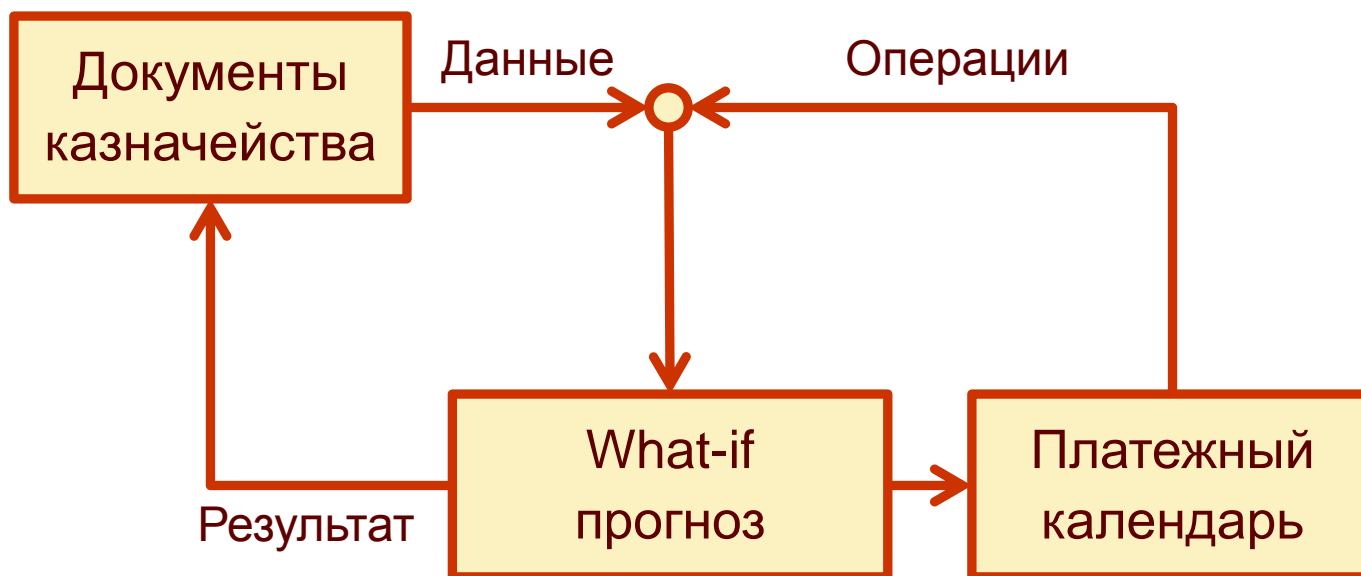 Документы
казначейства
Данные
Операции
What-if
прогноз
Платежный
календарь
Результат